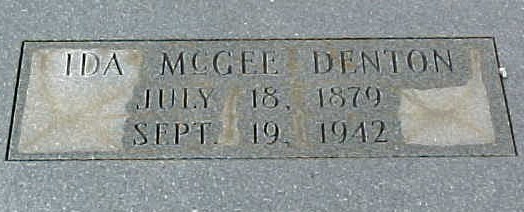 IDA McGEE DENTON
JULY 18, 1879
SEPT. 19, 1942